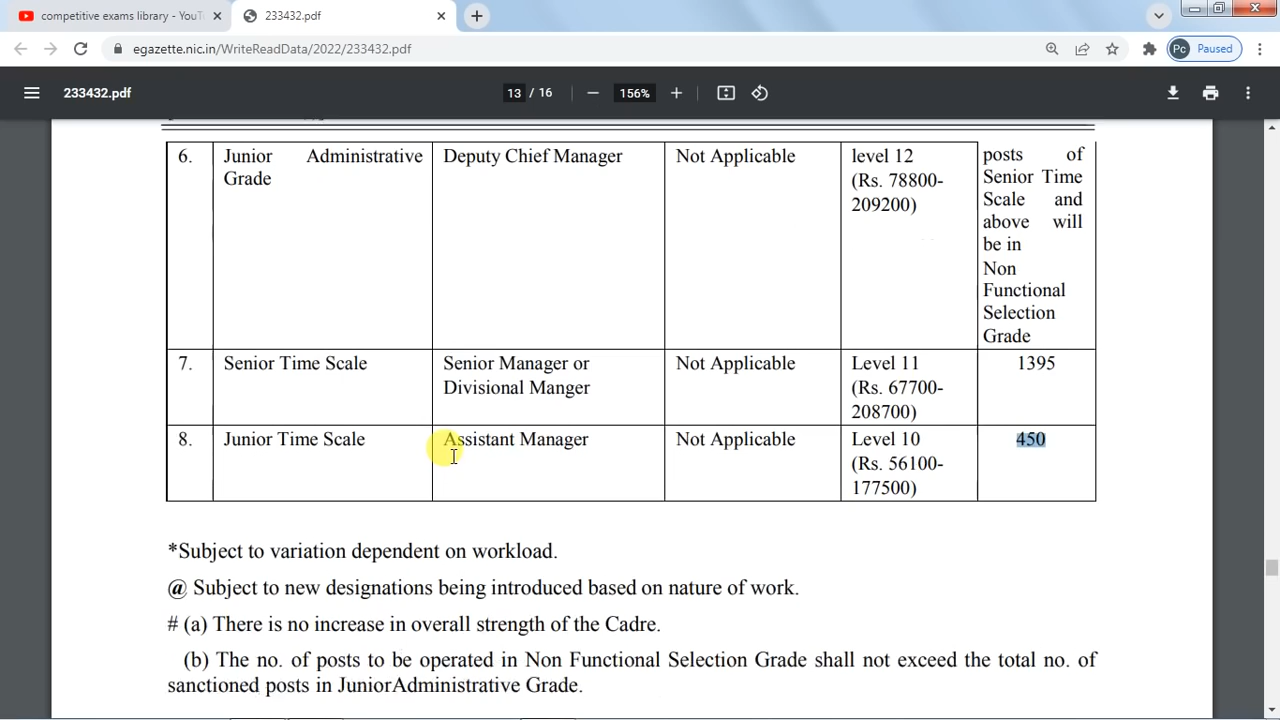 competitive exams library - YouT
233432.pdf
egazette.nic.in/WriteReadData/2022/233432.pdf
Pc Paused
233432.pdf
13 / 16
156%
6. Junior Administrative Grade Deputy Chief Manager Not Applicable level 12 (Rs. 78800-209200)
posts of
Senior Time
Scale and
above will
be in
Non
Functional
Selection
Grade
7. Senior Time Scale Senior Manager or Divisional Manger Not Applicable Level 11 (Rs. 67700-208700) 1395
8. Junior Time Scale Assistant Manager Not Applicable Level 10 (Rs. 56100-177500) 450
*Subject to variation dependent on workload.
@ Subject to new designations being introduced based on nature of work.
# (a) There is no increase in overall strength of the Cadre.
(b) The no. of posts to be operated in Non Functional Selection Grade shall not exceed the total no. of
sanctioned posts in JuniorAdministrative Grade.